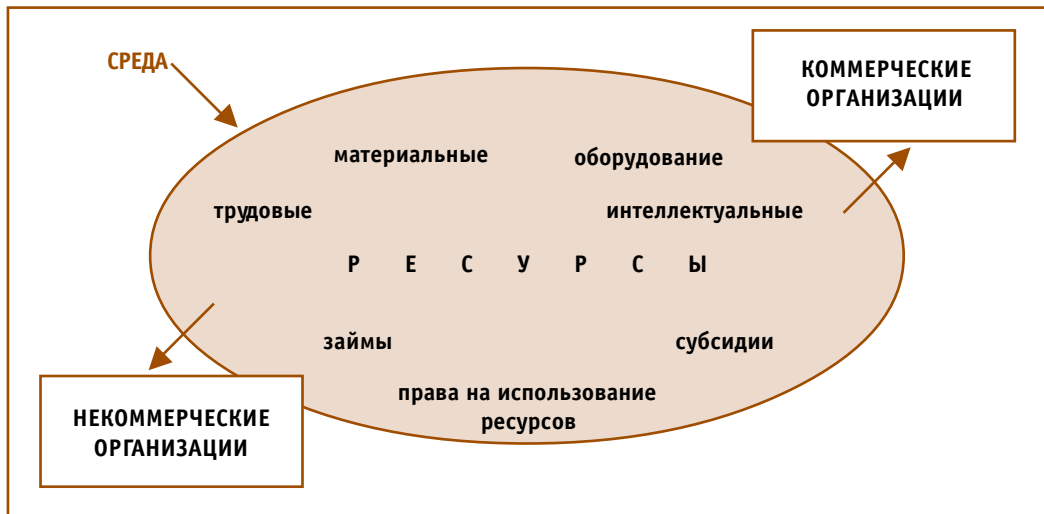 СРЕДА
КОММЕРЧЕСКИЕ
ОРГАНИЗАЦИИ
материальные
оборудование
трудовые
интеллектуальные
Р Е С У Р С Ы
займы
субсидии
права на использование
ресурсов
НЕКОММЕРЧЕСКИЕ
ОРГАНИЗАЦИИ